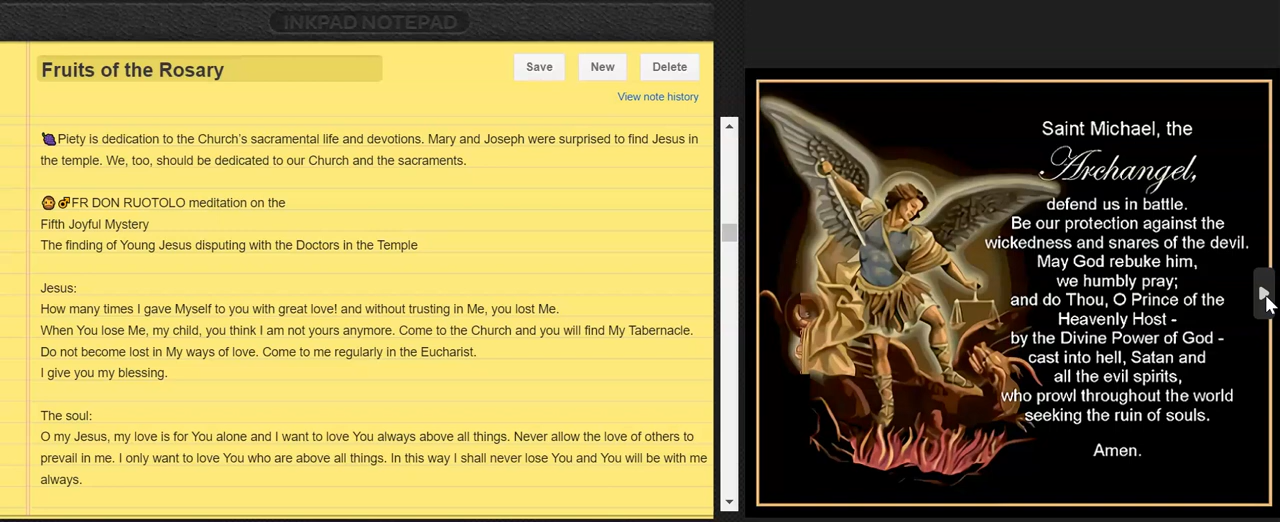 INKPAD NOTEPAD
Fruits of the Rosary
Save
New
Delete
View note history
Piety is dedication to the Church's sacramental life and devotions. Mary and Joseph were surprised to find Jesus in
the temple. We, too, should be dedicated to our Church and the sacraments.
FR DON RUOTOLO meditation on the
Fifth Joyful Mystery
The finding of Young Jesus disputing with the Doctors in the Temple
Jesus:
How many times I gave Myself to you with great love! and without trusting in Me, you lost Me.
When You lose Me, my child, you think I am not yours anymore. Come to the Church and you will find My Tabernacle.
Do not become lost in My ways of love. Come to me regularly in the Eucharist.
I give you my blessing.
The soul:
O my Jesus, my love is for You alone and I want to love You always above all things. Never allow the love of others to
prevail in me. I only want to love You who are above all things. In this way I shall never lose You and You will be with me
always.
Saint Michael, the
Archangel,
defend us in battle.
Be our protection against the
wickedness and snares of the devil.
May God rebuke him,
we humbly pray;
and do Thou, O Prince of the
Heavenly Host -
by the Divine Power of God -
cast into hell, Satan and
all the evil spirits,
who prowl throughout the world
seeking the ruin of souls.
Amen.